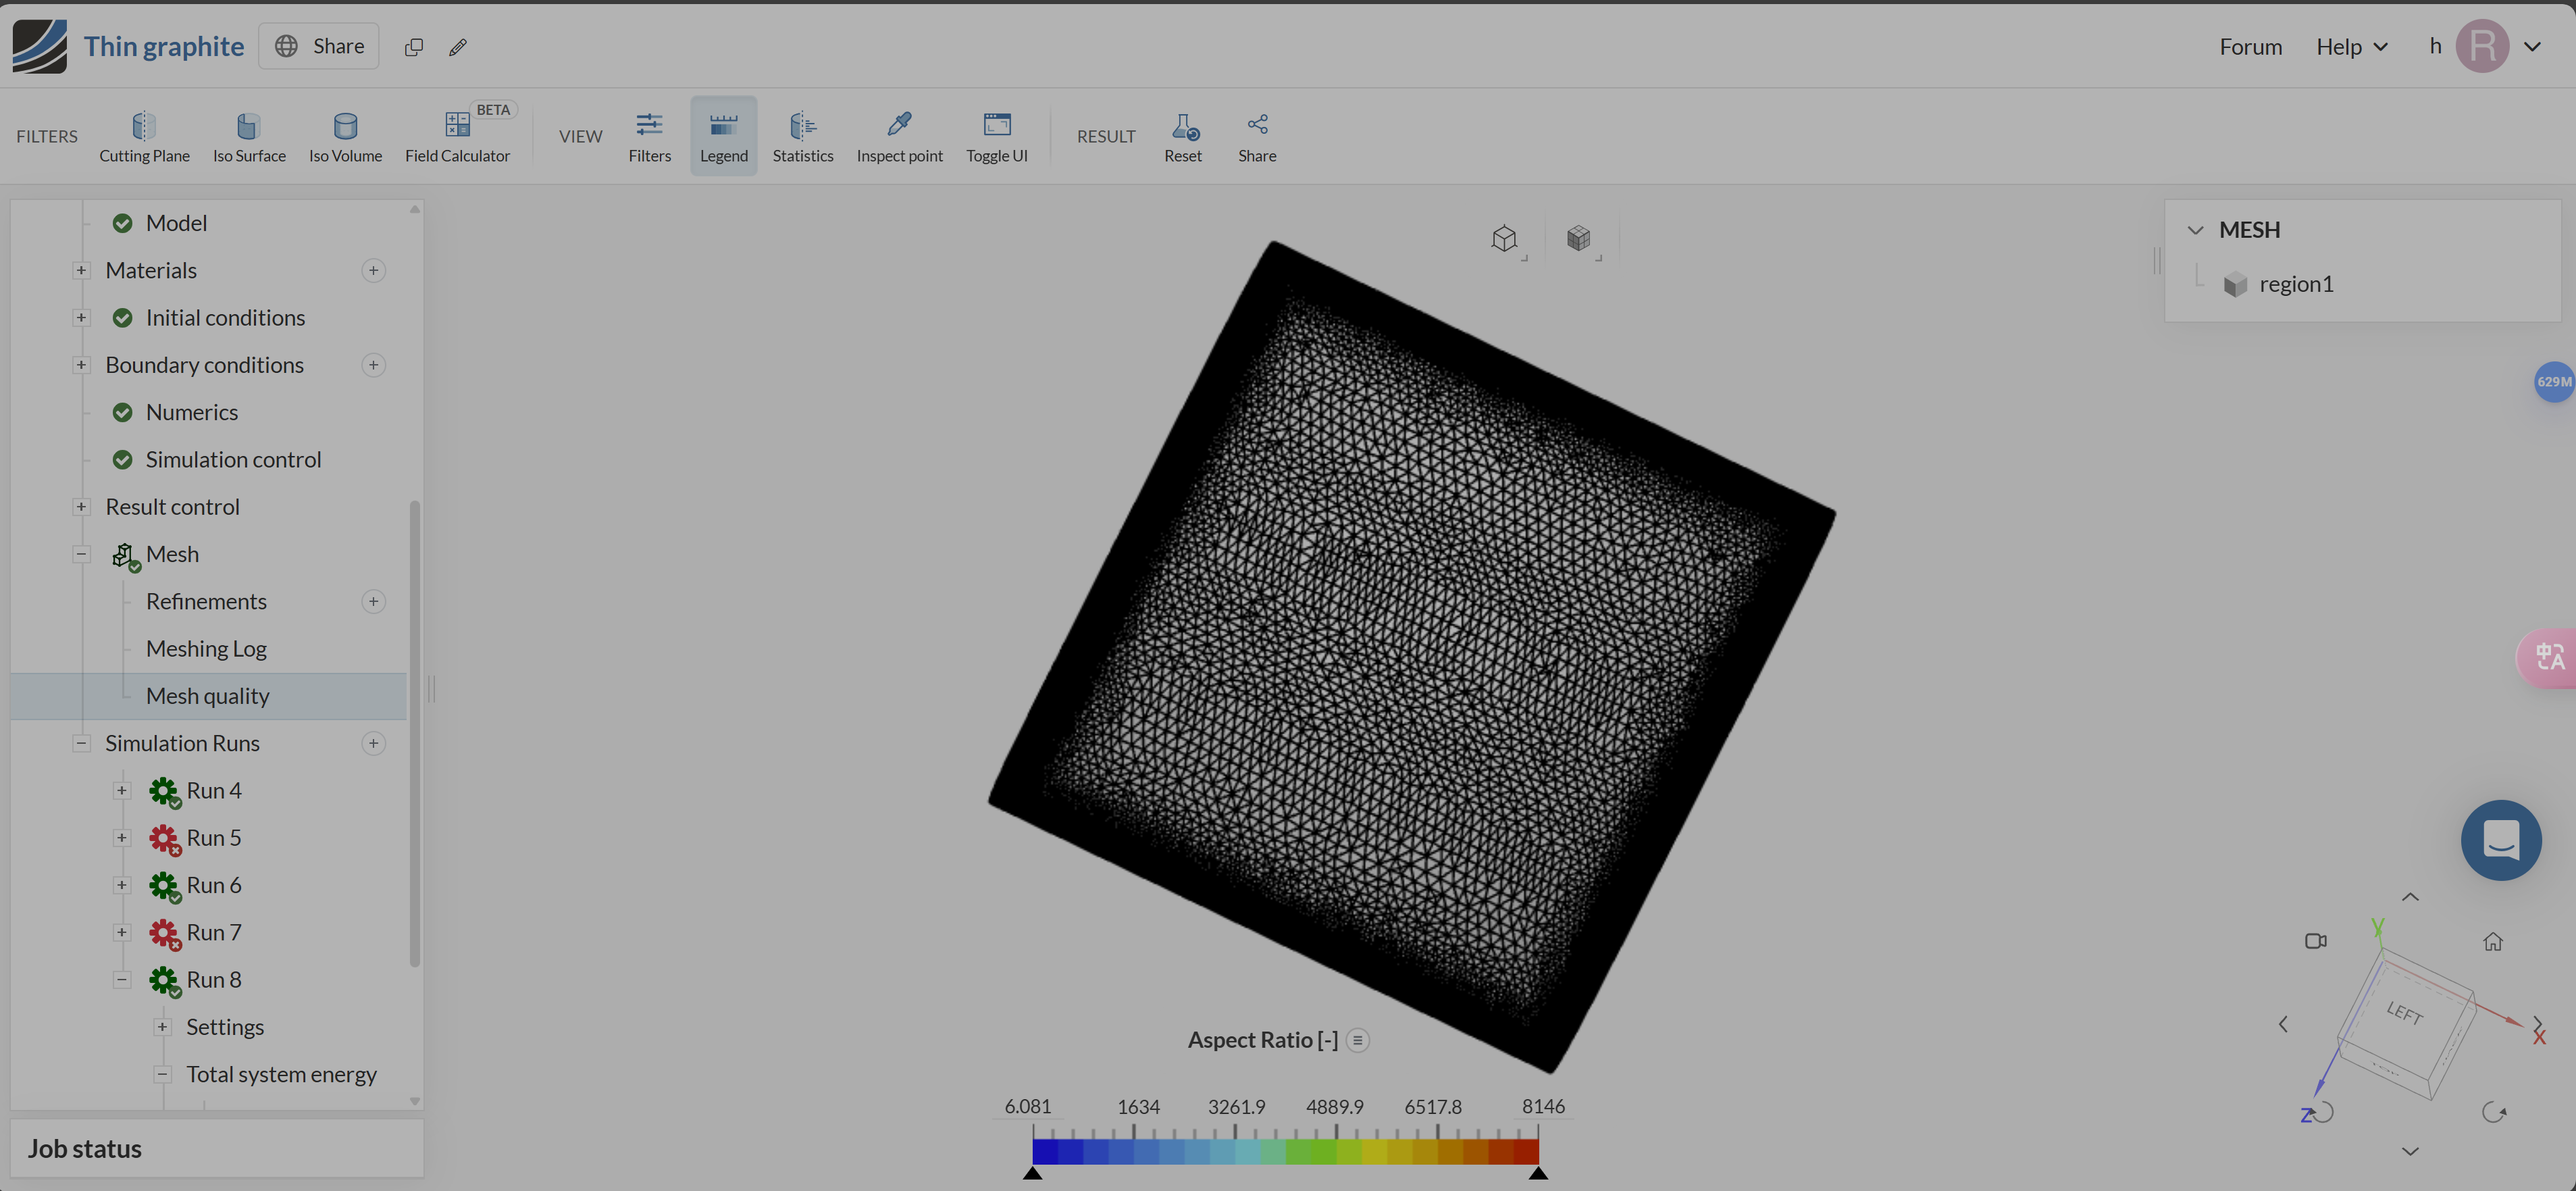 Thin graphite
Share
Forum
Help
h
R
FILTERS
Cutting Plane
Iso Surface
Iso Volume
Field Calculator
BETA
VIEW
Filters
Legend
Statistics
Inspect point
Toggle UI
RESULT
Reset
Share
Model
Materials
Initial conditions
Boundary conditions
Numerics
Simulation control
Result control
Mesh
Refinements
Meshing Log
Mesh quality
Simulation Runs
Run 4
Run 5
Run 6
Run 7
Run 8
Settings
Total system energy
Job status
MESH
region1
629M
中A
Aspect Ratio [-]
6.081 1634 3261.9 4889.9 6517.8 8146
Y
LEFT
X
Z